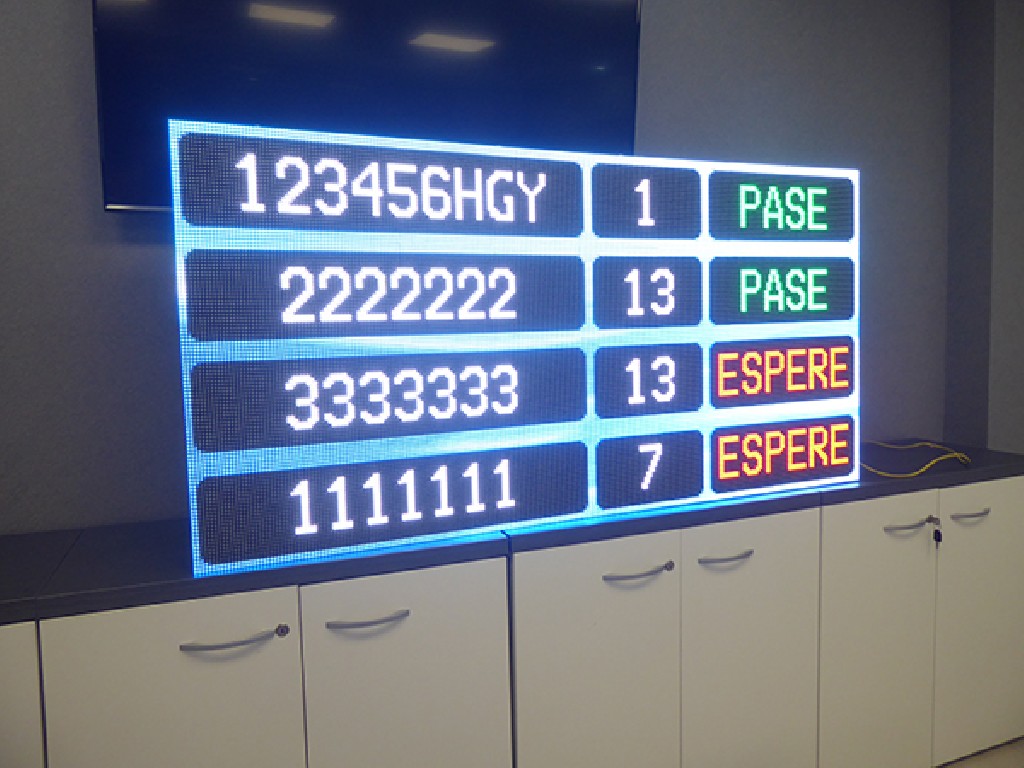 123456HGY 1 PASE
2222222 13 PASE
3333333 13 ESPERE
1111111 7 ESPERE